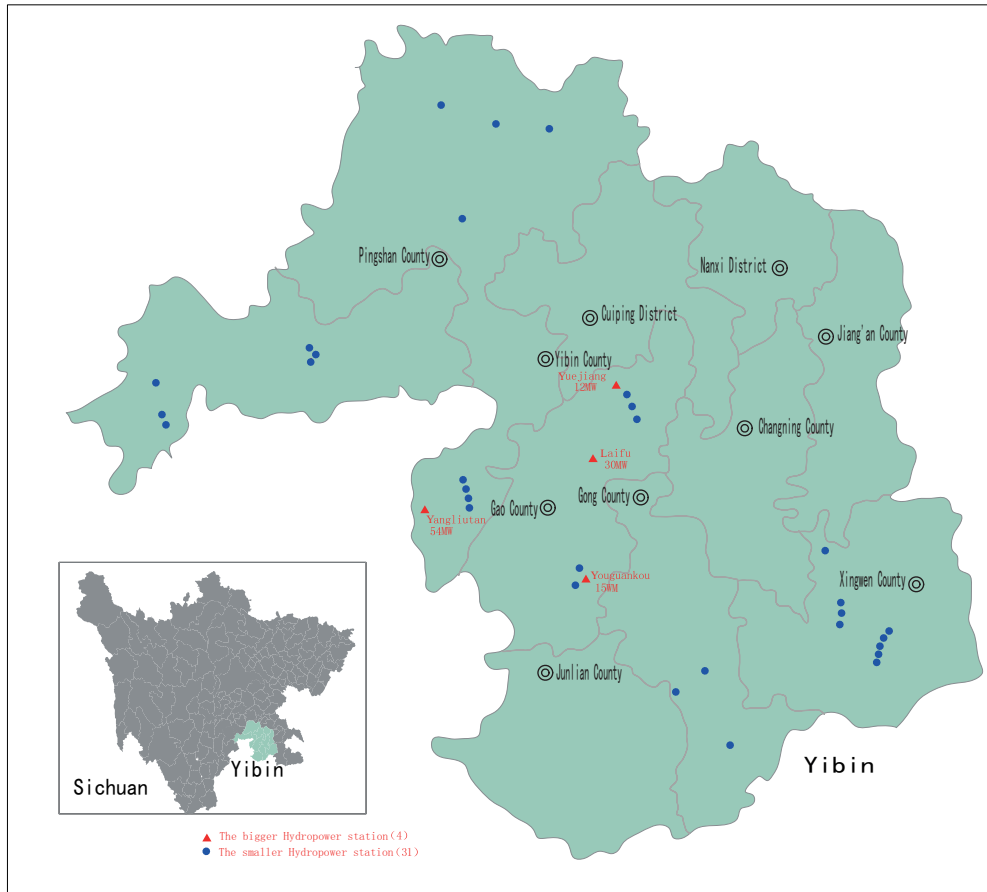 Pingshan County
Nanxi District
Cuiping District
Jiang'an County
Yibin County
Yuejiang
12MW
Changning County
Laifu
30MW
Gong County
Gao County
Yangliutan
54MW
Youguankou
15WM
Xingwen County
Junlian County
Yibin
Yibin
Sichuan
The bigger Hydropower station(4)
The smaller Hydropower station(31)